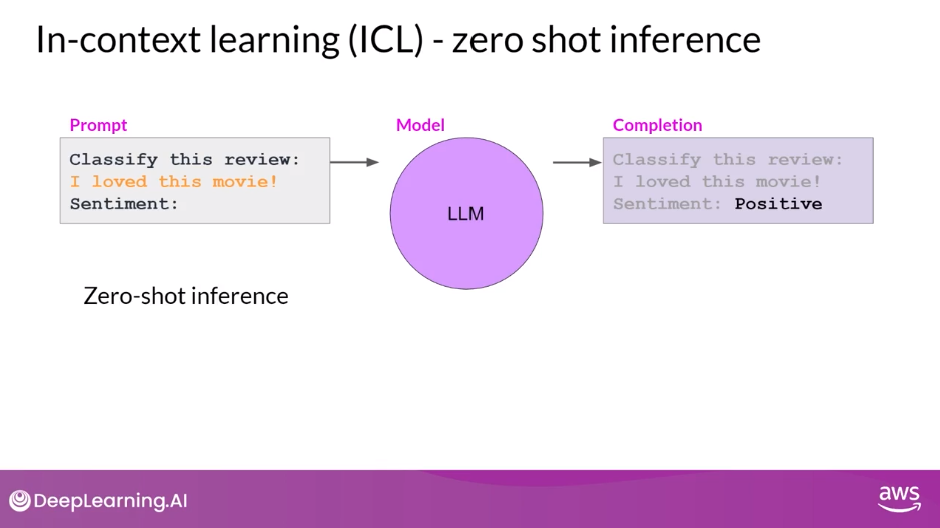 In-context learning (ICL) - zero shot inference
Prompt
Classify this review:
I loved this movie!
Sentiment:
Model
LLM
Completion
Classify this review:
I loved this movie!
Sentiment: Positive
Zero-shot inference
DeepLearning.AI
aws